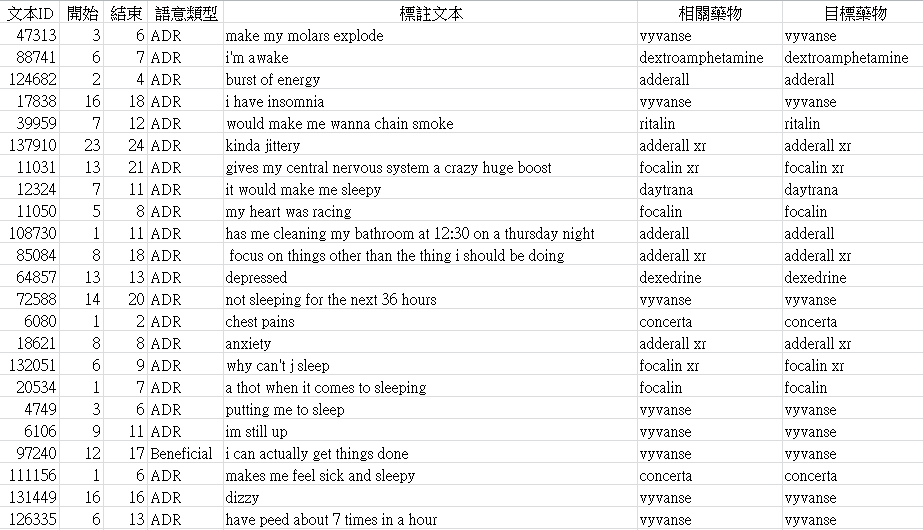 文本ID 開始 結束 語意類型 標註文本 相關藥物 目標藥物
47313 3 6 ADR make my molars explode vyvanse vyvanse
88741 6 7 ADR i'm awake dextroamphetamine dextroamphetamine
124682 2 4 ADR burst of energy adderall adderall
17838 16 18 ADR i have insomnia vyvanse vyvanse
39959 7 12 ADR would make me wanna chain smoke ritalin ritalin
137910 23 24 ADR kinda jittery adderall xr adderall xr
11031 13 21 ADR gives my central nervous system a crazy huge boost focalin xr focalin xr
12324 7 11 ADR it would make me sleepy daytrana daytrana
11050 5 8 ADR my heart was racing focalin focalin
108730 1 11 ADR has me cleaning my bathroom at 12:30 on a thursday night adderall adderall
85084 8 18 ADR focus on things other than the thing i should be doing adderall xr adderall xr
64857 13 13 ADR depressed dexedrine dexedrine
72588 14 20 ADR not sleeping for the next 36 hours vyvanse vyvanse
6080 1 2 ADR chest pains concerta concerta
18621 8 8 ADR anxiety adderall xr adderall xr
132051 6 9 ADR why can't j sleep focalin xr focalin xr
20534 1 7 ADR a thot when it comes to sleeping focalin focalin
4749 3 6 ADR putting me to sleep vyvanse vyvanse
6106 9 11 ADR im still up vyvanse vyvanse
97240 12 17 Beneficial i can actually get things done vyvanse vyvanse
111156 1 6 ADR makes me feel sick and sleepy concerta concerta
131449 16 16 ADR dizzy vyvanse vyvanse
126335 6 13 ADR have peed about 7 times in a hour vyvanse vyvanse